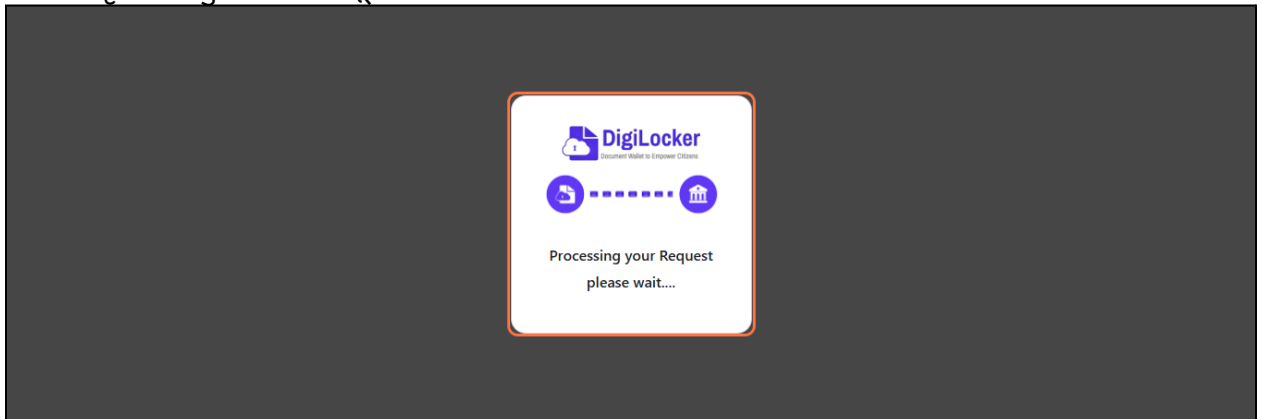 DigiLocker
Document Wallet to Empower Citizens
Processing your Request
please wait....